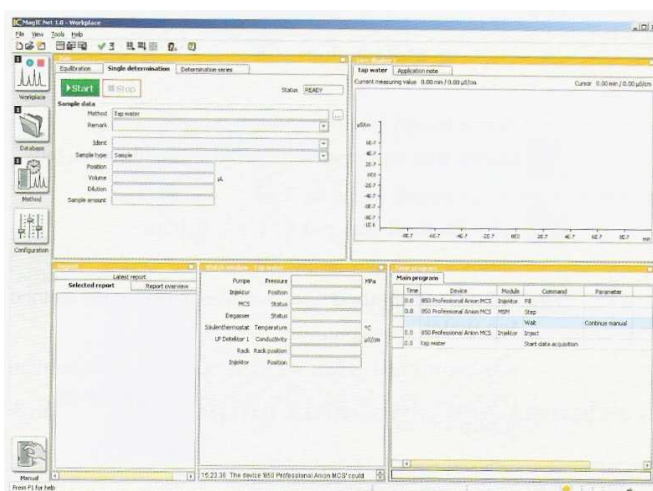 MagIC Net 1.0 - Workplace
File View Tools Help
Workplace
Database
Method
Configuration
Manual
Press F1 for help
Run
Equilibration Single determination Determination series
Start Stop Status READY
Sample data
Method Tap water
Remark
Ident
Sample type Sample
Position
Volume µL
Dilution
Sample amount
tap water Application note
Current measuring value 0.00 min / 0.00 µS/cm Cursor 0.00 min / 0.00 µS/cm
µS/cm
min
Latest report
Selected report Report overview
Pumpe Pressure MPa
Injektor Position
MCS Status
Degasser Status
Säulenthermostat Temperature °C
LF Detektor 1 Conductivity µS/cm
Rack Rack position
Injektor Position
15:23:36 The device '850 Professional Anion MCS' could
Time program
Main program
Time Device Module Command Parameter
0.0 850 Professional Anion MCS Injektor Fill
0.0 850 Professional Anion MCS MSM Step
Wait Continue manual
0.0 850 Professional Anion MCS Injektor Inject
0.0 Tap water Start data acquisition